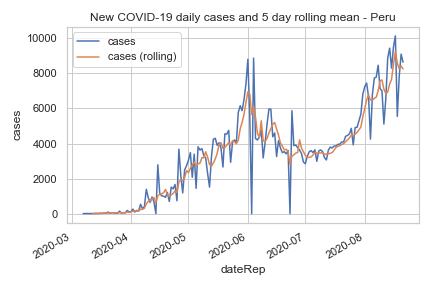 New COVID-19 daily cases and 5 day rolling mean - Peru
cases
cases (rolling)
10000
8000
6000
4000
2000
0
cases
2020-03
2020-04
2020-05
2020-06
2020-07
2020-08
dateRep